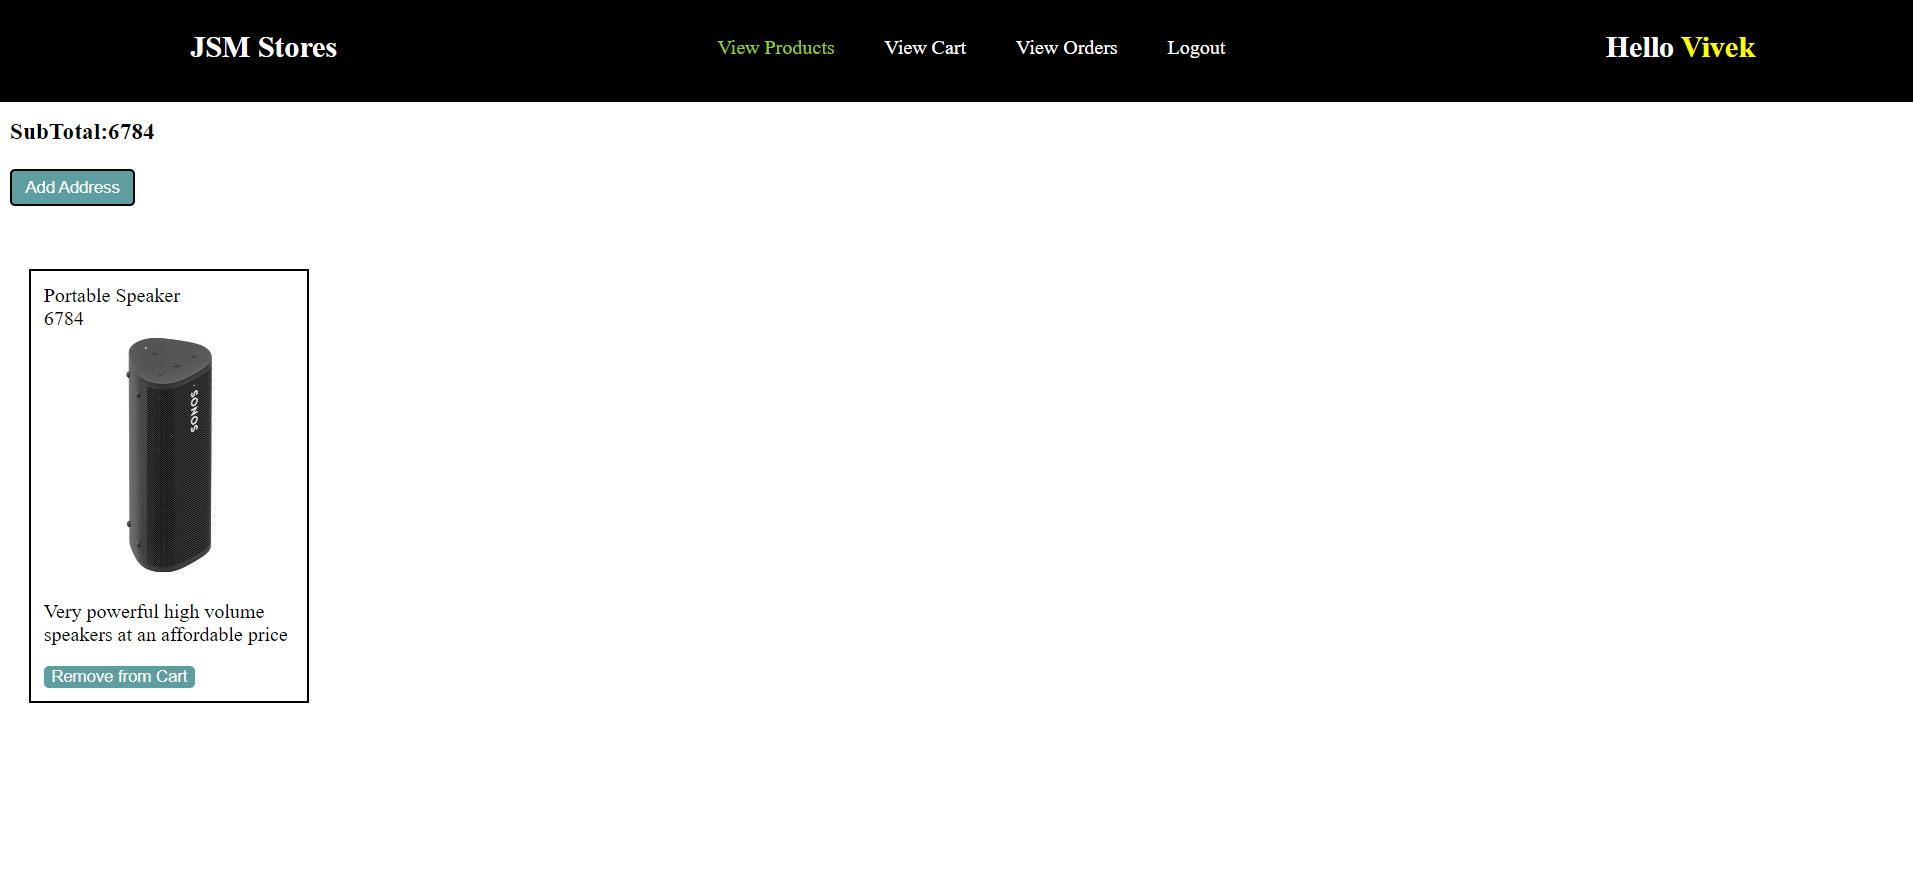 JSM Stores
View Products
View Cart
View Orders
Logout
Hello Vivek
SubTotal:6784
Add Address
Portable Speaker
6784
SONOS
Very powerful high volume
speakers at an affordable price
Remove from Cart